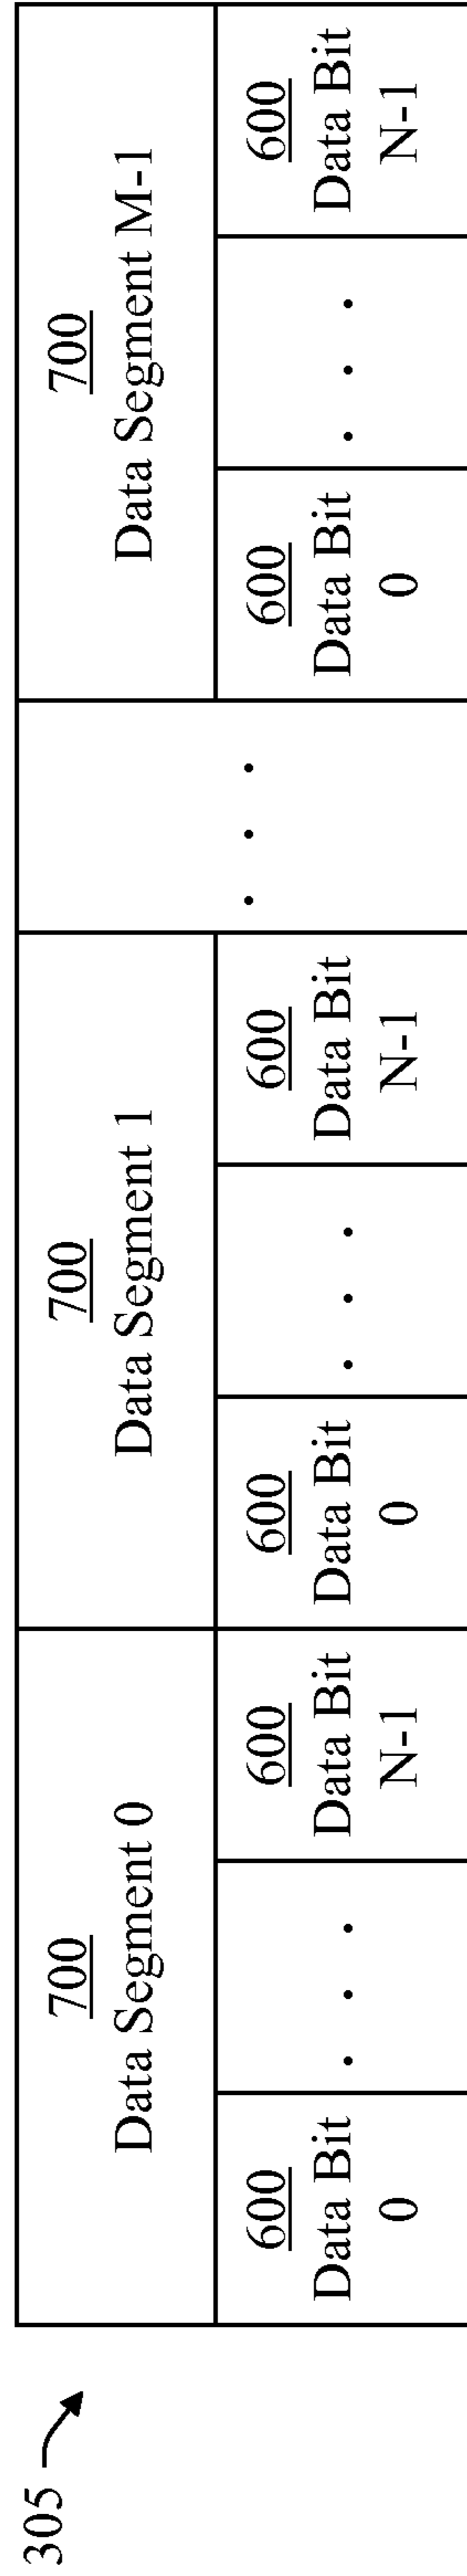 305
700
Data Segment 0
700
Data Segment 1
. . .
700
Data Segment M-1
600
Data Bit
0
. . .
600
Data Bit
N-1
600
Data Bit
0
. . .
600
Data Bit
N-1
600
Data Bit
0
. . .
600
Data Bit
N-1